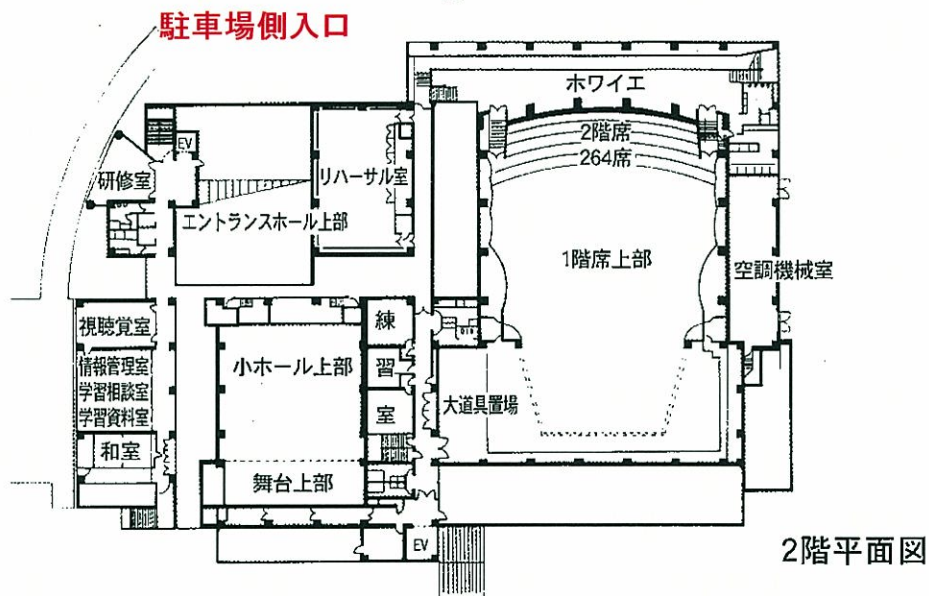 駐車場側入口
ホワイエ
2階席
264席
EV
研修室
リハーサル室
エントランスホール上部
1階席上部
空調機械室
視聴覚室
練
習
室
小ホール上部
情報管理室
学習相談室
学習資料室
大道具置場
和室
舞台上部
EV
2階平面図